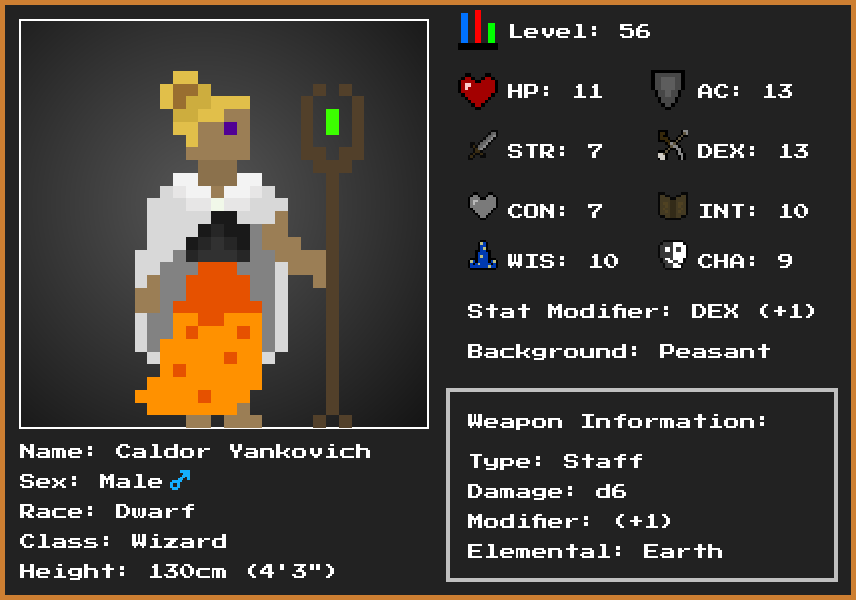 Level: 56
HP: 11
AC: 13
STR: 7
DEX: 13
CON: 7
INT: 10
WIS: 10
CHA: 9
Stat Modifier: DEX (+1)
Background: Peasant
Weapon Information:
Type: Staff
Damage: d6
Modifier: (+1)
Elemental: Earth
Name: Caldor Yankovich
Sex: Male ♂
Race: Dwarf
Class: Wizard
Height: 130cm (4'3")